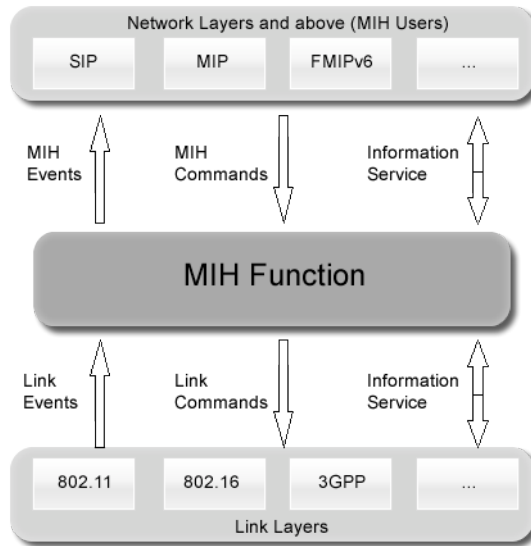 Network Layers and above (MIH Users)
SIP
MIP
FMIPv6
...
MIH
Events
MIH
Commands
Information
Service
MIH Function
Link
Events
Link
Commands
Information
Service
802.11
802.16
3GPP
...
Link Layers